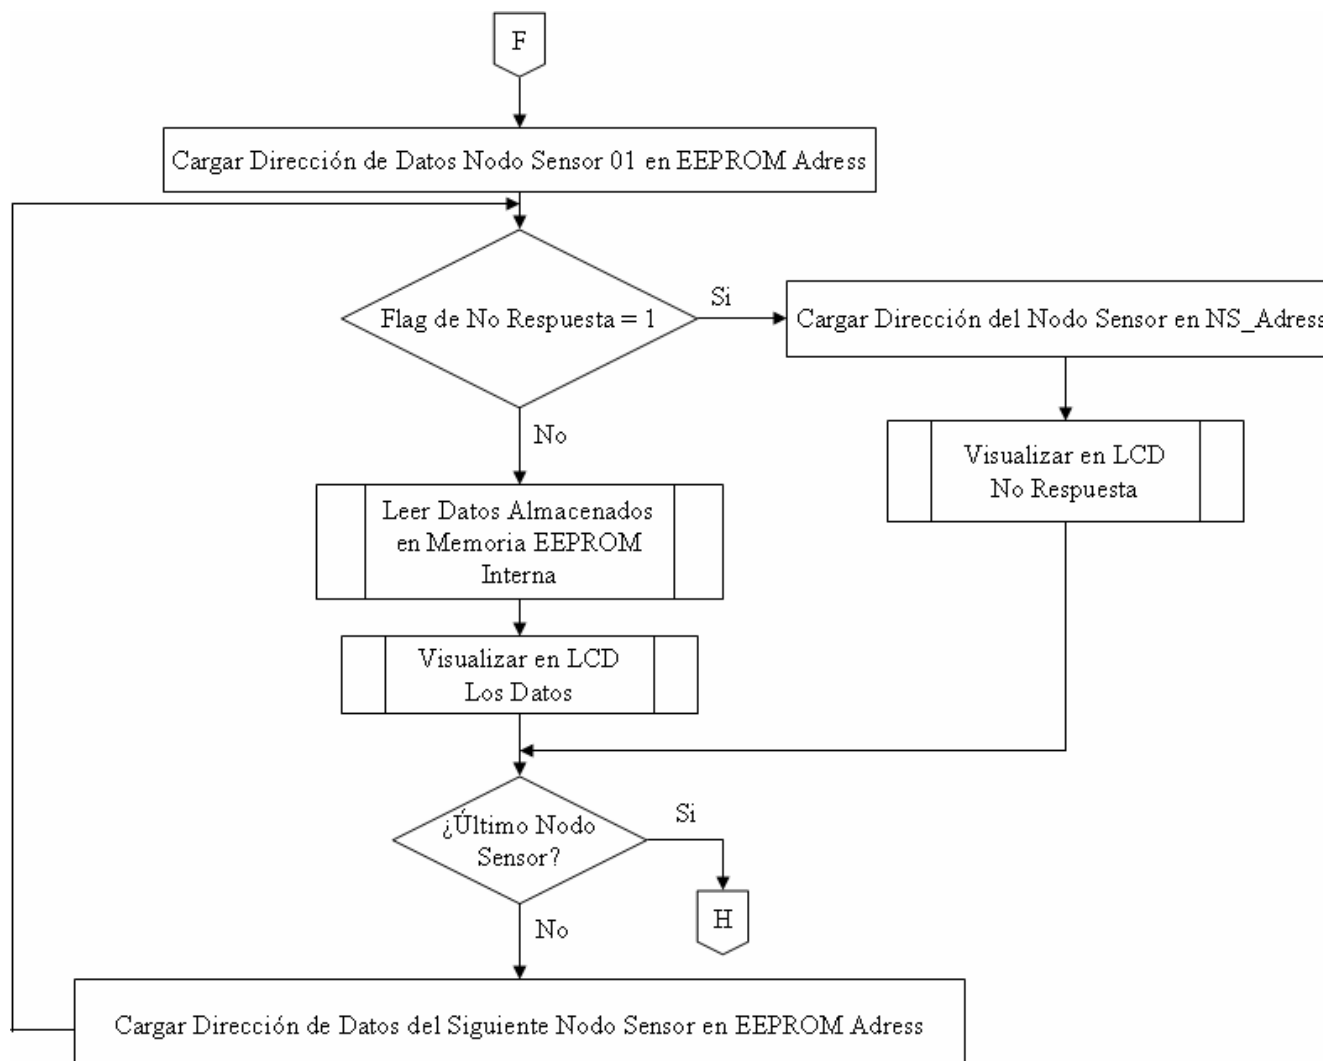 F
Cargar Dirección de Datos Nodo Sensor 01 en EEPROM Adress
Flag de No Respuesta = 1
Si
Cargar Dirección del Nodo Sensor en NS_Adress
No
Visualizar en LCD
No Respuesta
Leer Datos Almacenados
en Memoria EEPROM
Interna
Visualizar en LCD
Los Datos
¿Último Nodo
Sensor?
Si
H
No
Cargar Dirección de Datos del Siguiente Nodo Sensor en EEPROM Adress